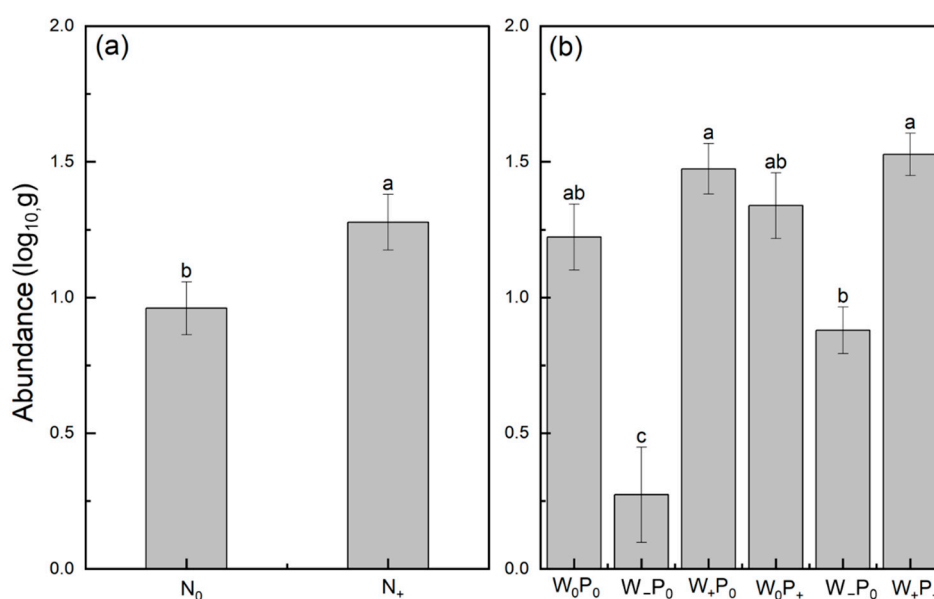 (a)
(b)
Abundance (log₁₀,g)
2.0
1.5
1.0
0.5
0.0
b
a
N₀
N₊
2.0
1.5
1.0
0.5
0.0
ab
c
a
ab
b
a
W₀P₀
W₋P₀
W₊P₀
W₀P₊
W₋P₀
W₊P₊